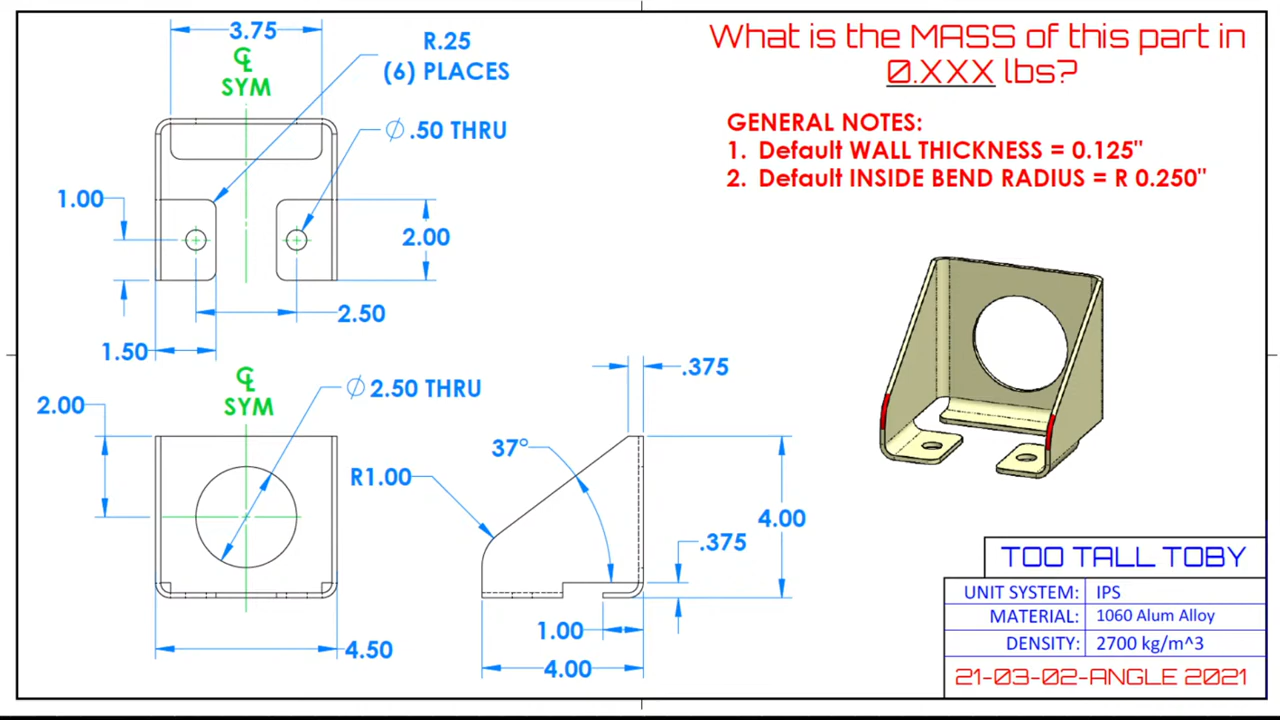 What is the MASS of this part in
0.XXX lbs?
GENERAL NOTES:
1. Default WALL THICKNESS = 0.125"
2. Default INSIDE BEND RADIUS = R 0.250"
3.75
℄
SYM
R.25
(6) PLACES
∅ .50 THRU
1.00
2.00
2.50
1.50
℄
SYM
∅ 2.50 THRU
2.00
4.50
.375
37°
R1.00
4.00
.375
1.00
4.00
TOO TALL TOBY
UNIT SYSTEM: IPS
MATERIAL: 1060 Alum Alloy
DENSITY: 2700 kg/m^3
21-03-02-ANGLE 2021